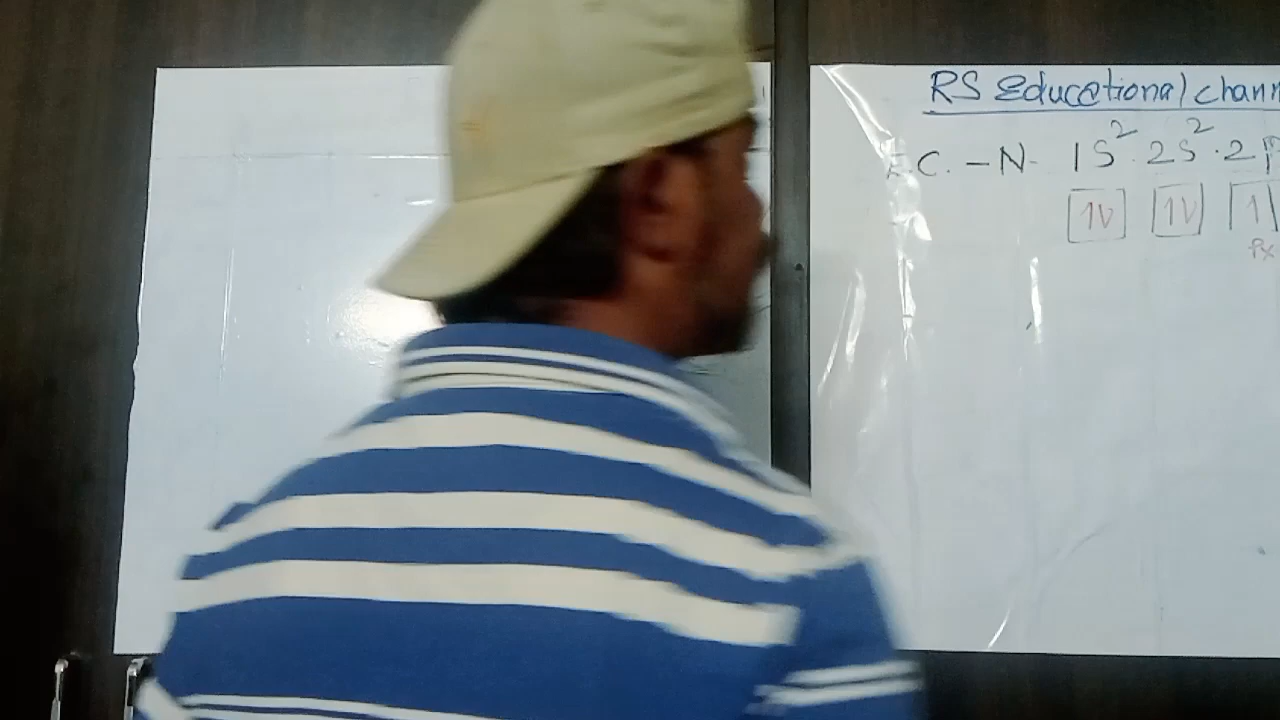 RS Educational chann
E.C. - N - 1S² . 2S² . 2P
1V 1V 1
Px